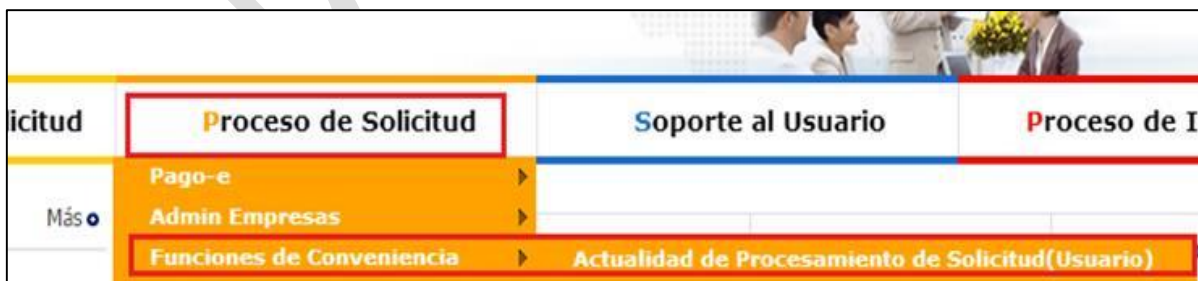 icitud Proceso de Solicitud Soporte al Usuario Proceso de I
Pago-e
Más Admin Empresas
Funciones de Conveniencia Actualidad de Procesamiento de Solicitud(Usuario)